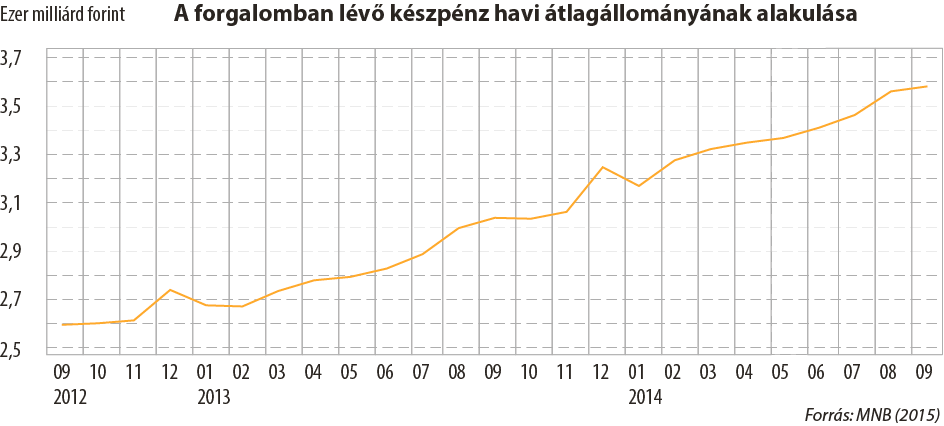 Ezer milliárd forint
A forgalomban lévő készpénz havi átlagállományának alakulása
3,7
3,5
3,3
3,1
2,9
2,7
2,5
09 10 11 12 01 02 03 04 05 06 07 08 09 10 11 12 01 02 03 04 05 06 07 08 09
2012 2013 2014
Forrás: MNB (2015)